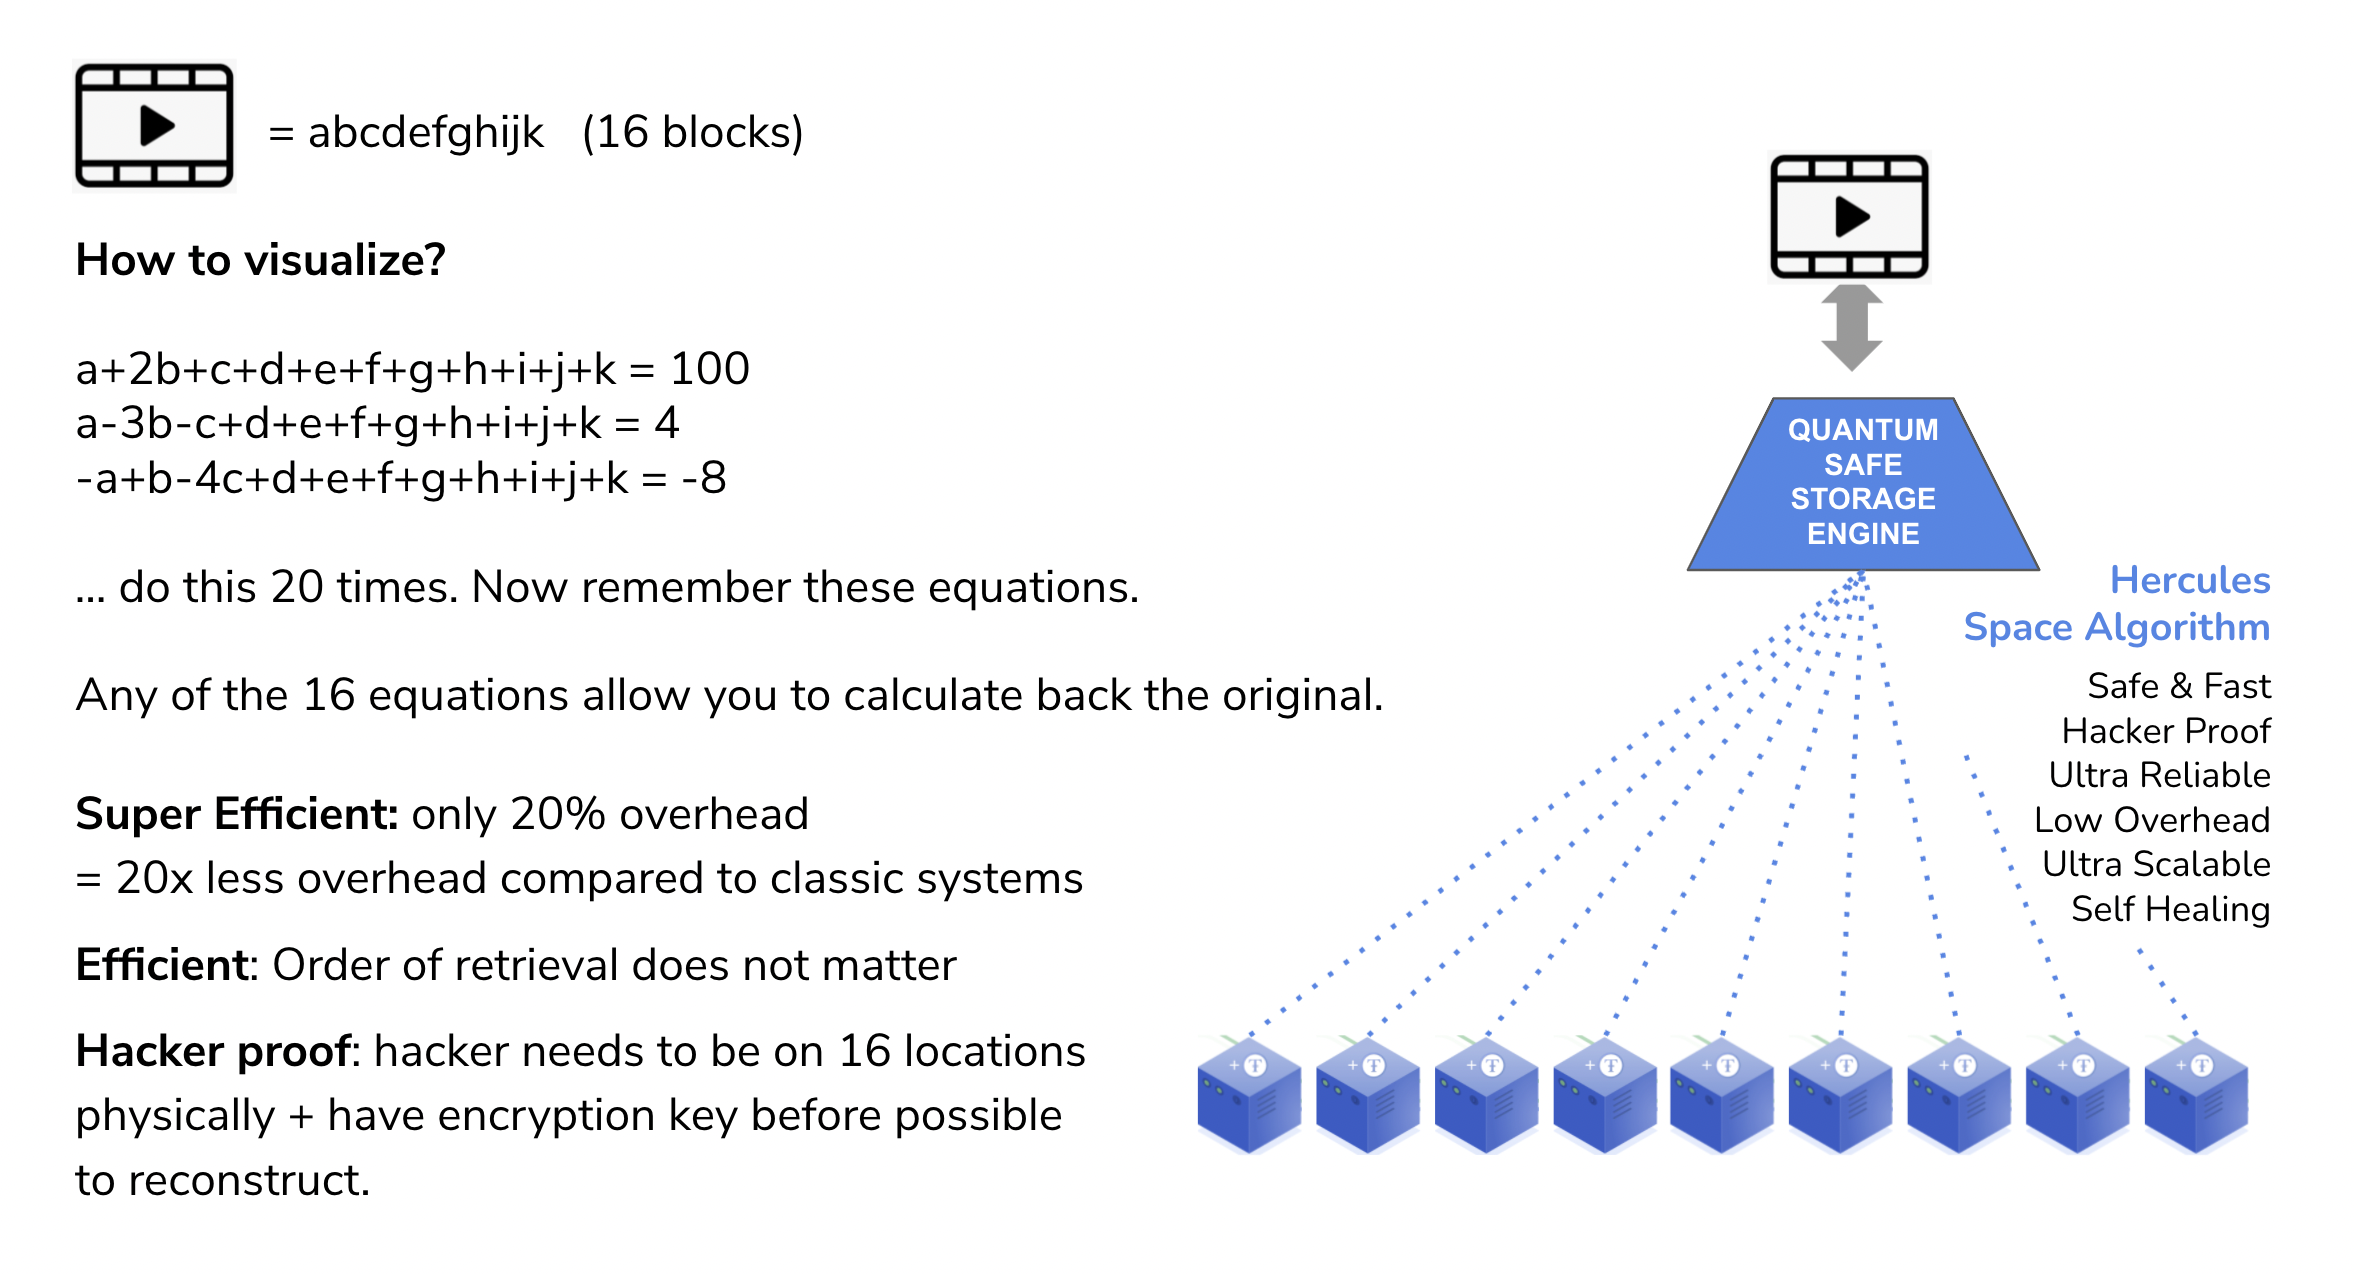 = abcdefghijk (16 blocks)
How to visualize?
a+2b+c+d+e+f+g+h+i+j+k = 100
a-3b-c+d+e+f+g+h+i+j+k = 4
-a+b-4c+d+e+f+g+h+i+j+k = -8
... do this 20 times. Now remember these equations.
Any of the 16 equations allow you to calculate back the original.
Super Efficient: only 20% overhead
= 20x less overhead compared to classic systems
Efficient: Order of retrieval does not matter
Hacker proof: hacker needs to be on 16 locations
physically + have encryption key before possible
to reconstruct.
QUANTUM
SAFE
STORAGE
ENGINE
Hercules
Space Algorithm
Safe & Fast
Hacker Proof
Ultra Reliable
Low Overhead
Ultra Scalable
Self Healing